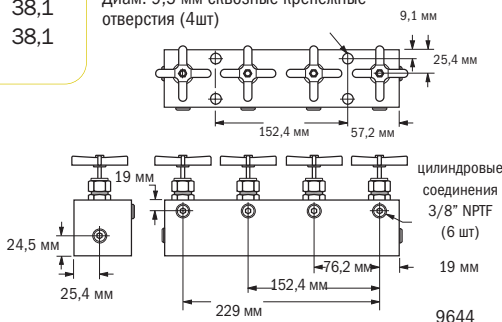 38,1
38,1
Диам. 9,5 мм сквозные крепежные
отверстия (4шт)
9,1 мм
25,4 мм
152,4 мм
57,2 мм
19 мм
цилиндровые
соединения
3/8” NPTF
(6 шт)
24,5 мм
76,2 мм
19 мм
152,4 мм
25,4 мм
229 мм
9644